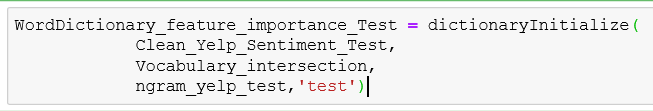 WordDictionary_feature_importance_Test = dictionaryInitialize(
Clean_Yelp_Sentiment_Test,
Vocabulary_intersection,
ngram_yelp_test,'test')